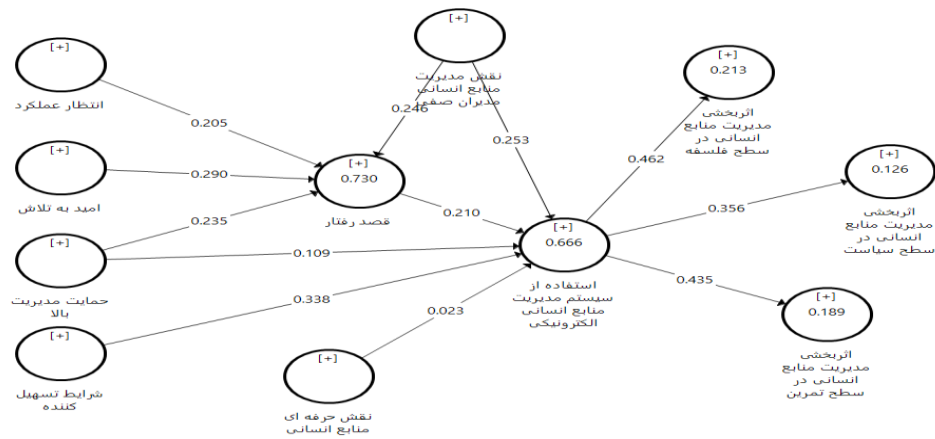 [+]
انتظار عملکرد
[+]
امید به تلاش
[+]
حمایت مدیریت
بالا
[+]
شرایط تسهیل
کننده
[+]
نقش مدیریت
منابع انسانی
مدیران صفی
[+]
0.730
قصد رفتار
[+]
نقش حرفه ای
منابع انسانی
[+]
0.666
استفاده از
سیستم مدیریت
منابع انسانی
الکترونیکی
[+]
0.213
اثربخشی
مدیریت منابع
انسانی در
سطح فلسفه
[+]
0.126
اثربخشی
مدیریت منابع
انسانی در
سطح سیاست
[+]
0.189
اثربخشی
مدیریت منابع
انسانی در
سطح تمرین
0.205
0.290
0.235
0.109
0.338
0.023
0.246
0.253
0.210
0.462
0.356
0.435